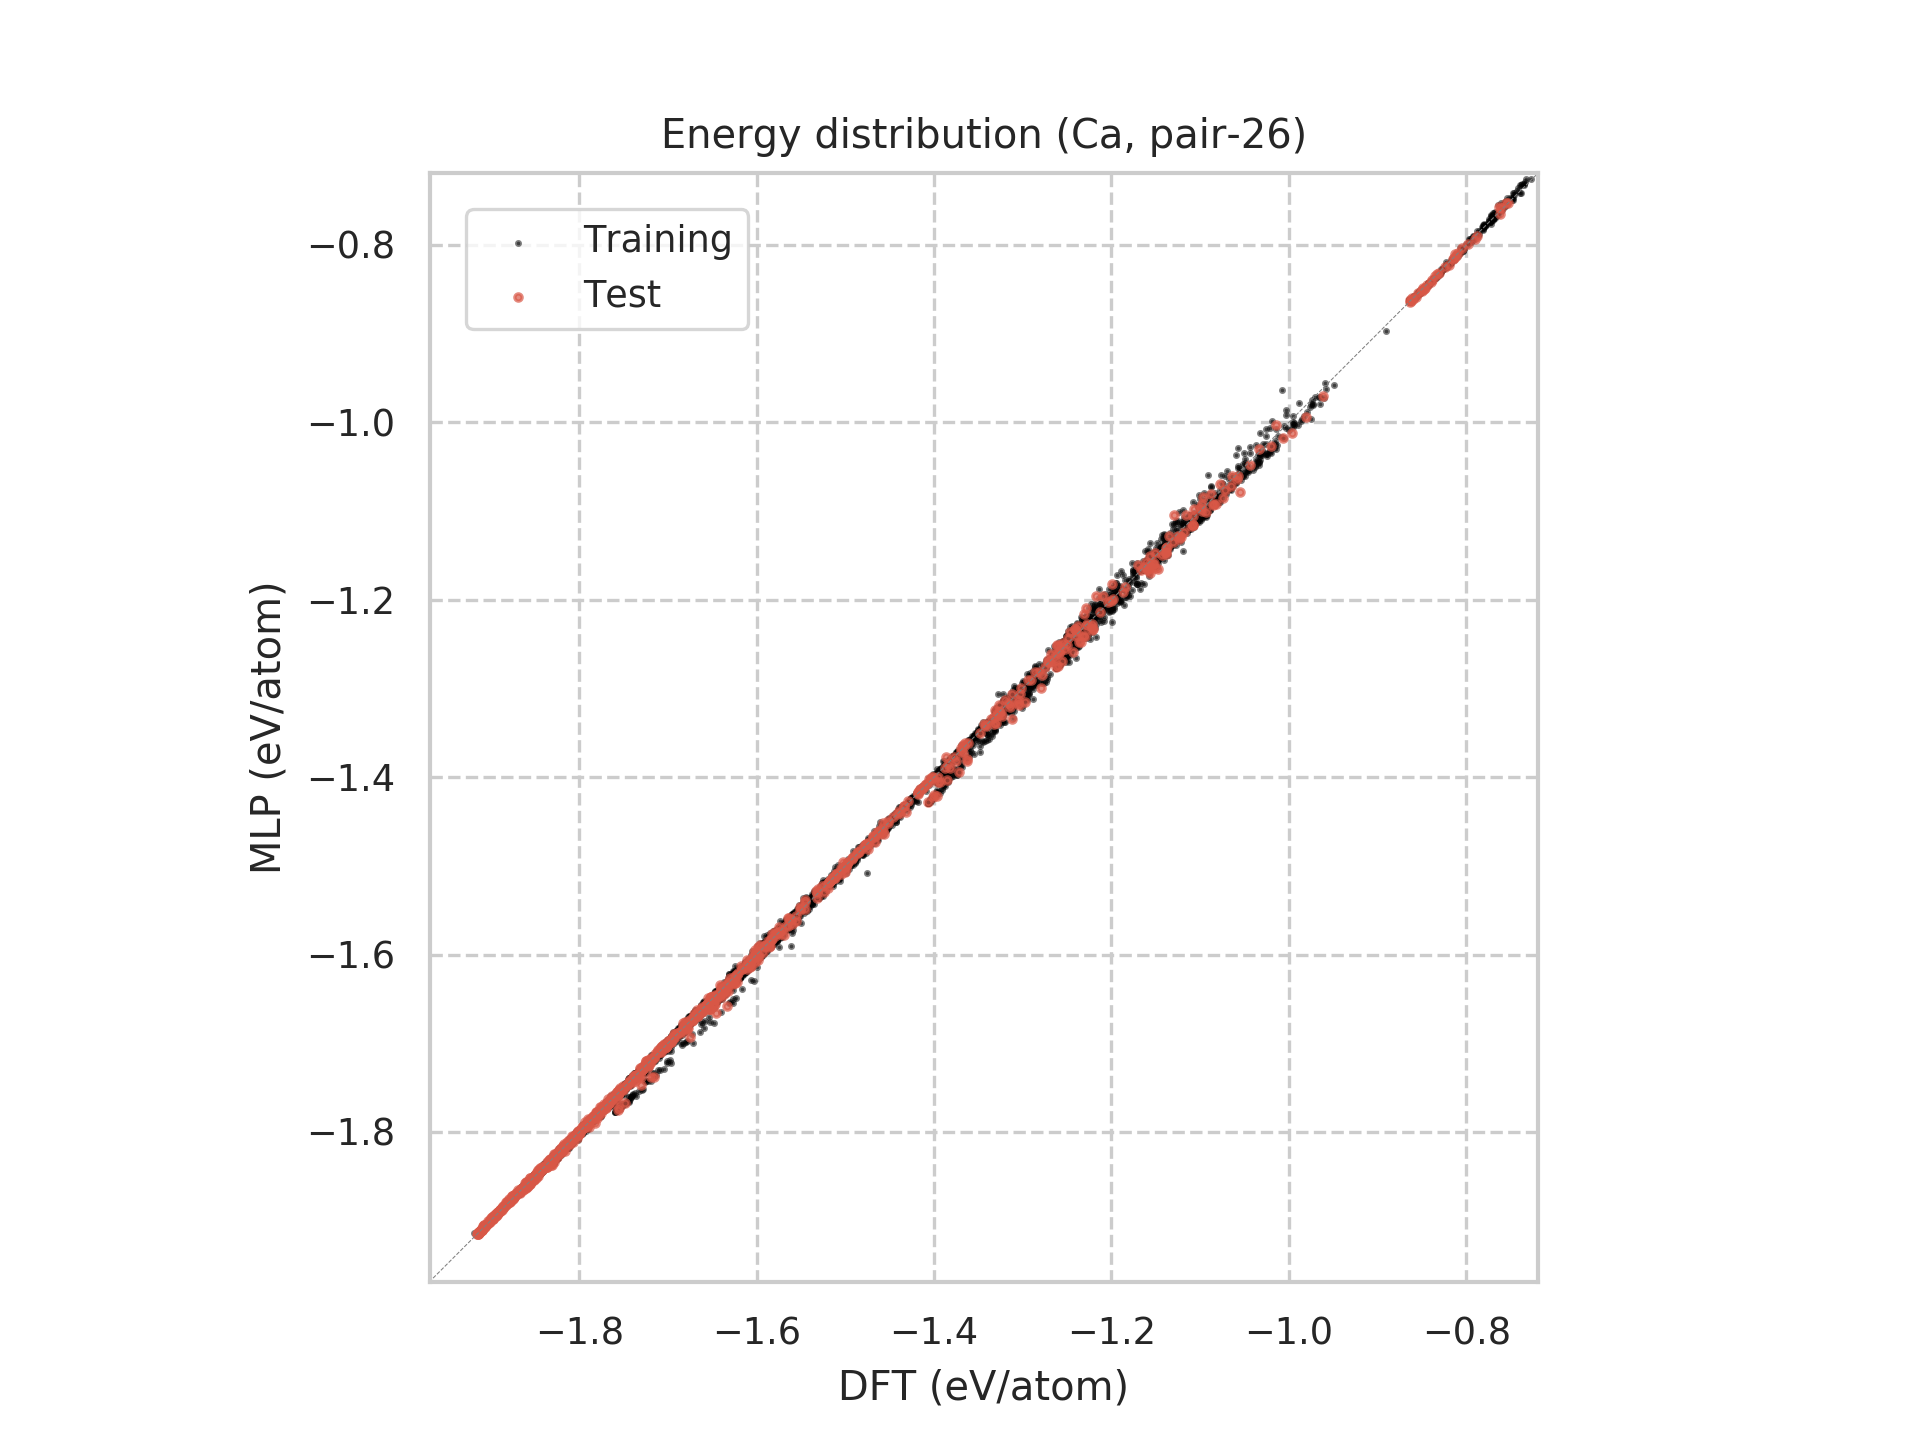 Energy distribution (Ca, pair-26)
Training
Test
MLP (eV/atom)
−0.8
−1.0
−1.2
−1.4
−1.6
−1.8
−1.8 −1.6 −1.4 −1.2 −1.0 −0.8
DFT (eV/atom)